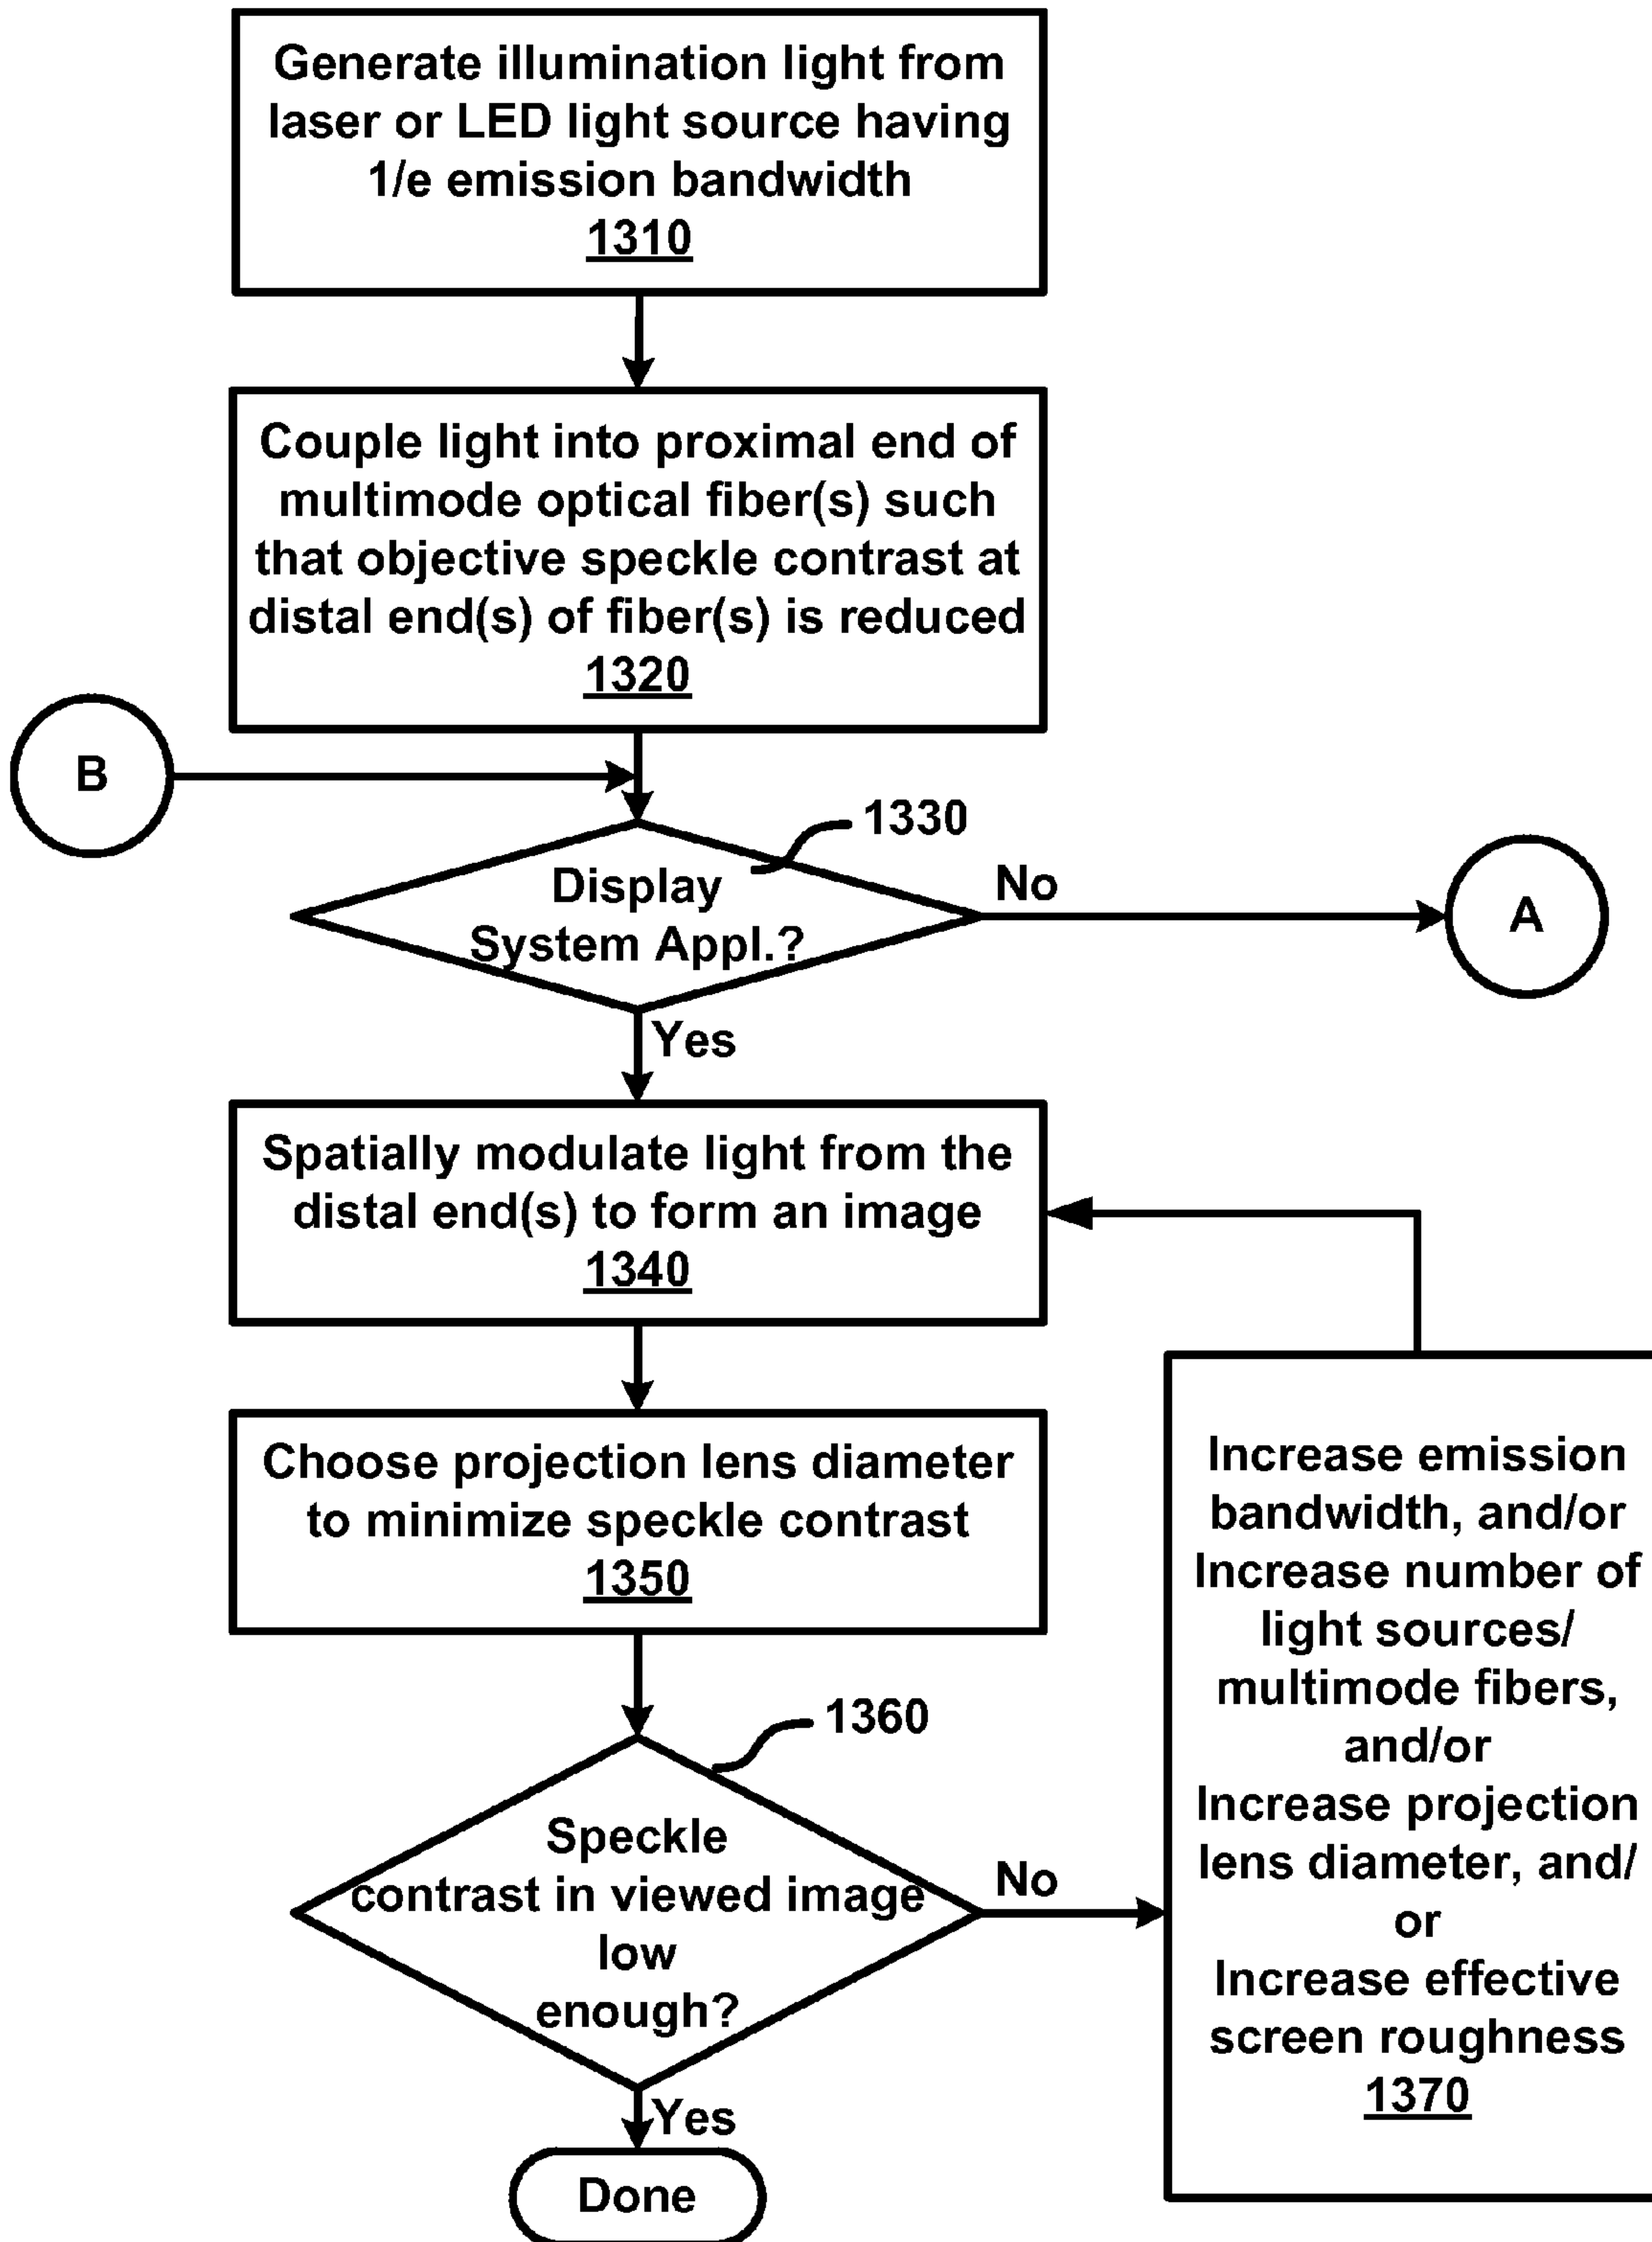 Generate illumination light from
laser or LED light source having
1/e emission bandwidth
1310
Couple light into proximal end of
multimode optical fiber(s) such
that objective speckle contrast at
distal end(s) of fiber(s) is reduced
1320
B
1330
Display
System Appl.?
No
A
Yes
Spatially modulate light from the
distal end(s) to form an image
1340
Choose projection lens diameter
to minimize speckle contrast
1350
1360
Speckle
contrast in viewed image
low
enough?
No
Increase emission
bandwidth, and/or
Increase number of
light sources/
multimode fibers,
and/or
Increase projection
lens diameter, and/
or
Increase effective
screen roughness
1370
Yes
Done